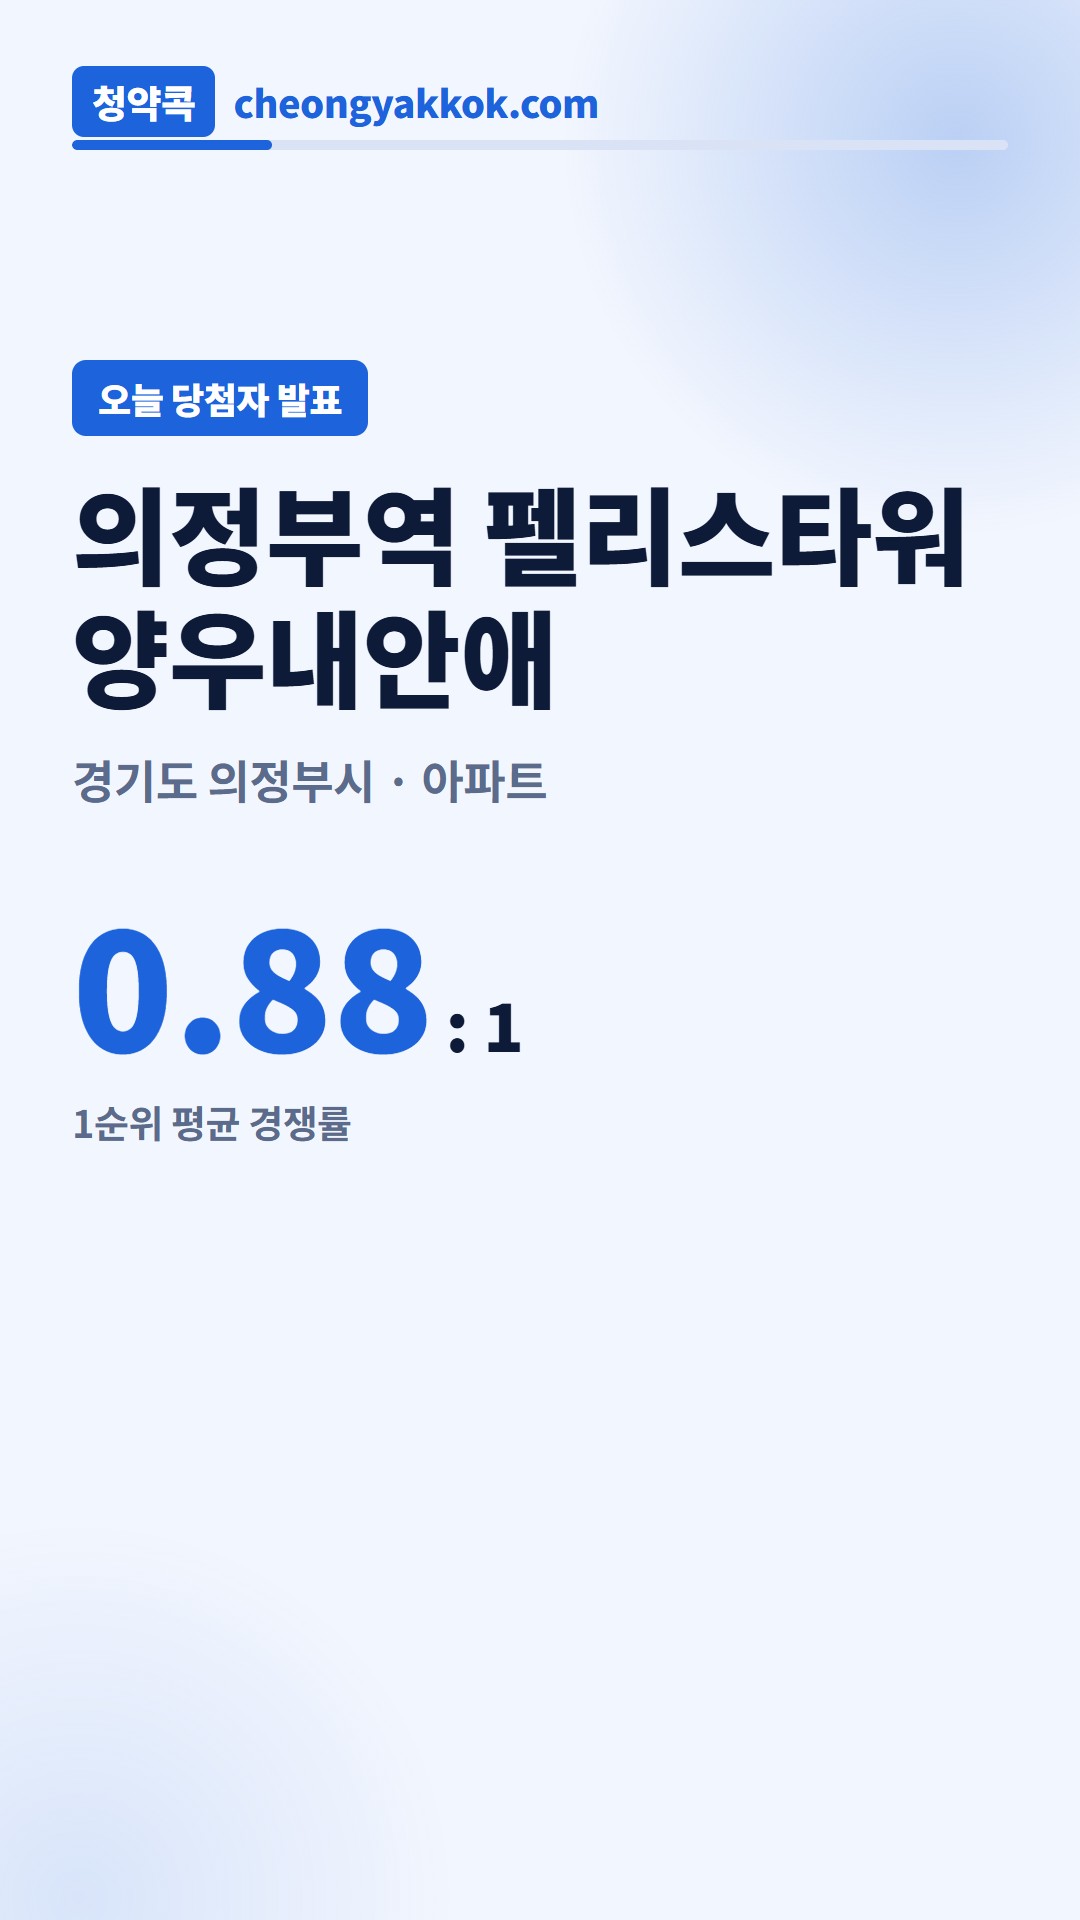 청약콕 cheongyakkok.com
오늘 당첨자 발표
의정부역 펠리스타워
양우내안애
경기도 의정부시 · 아파트
0.88 : 1
1순위 평균 경쟁률